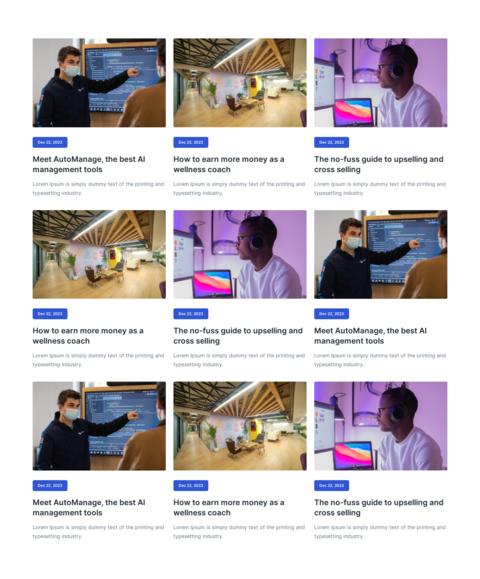 Dec 22, 2023
Dec 22, 2023
Dec 22, 2023
Meet AutoManage, the best AI
management tools
How to earn more money as a
wellness coach
The no-fuss guide to upselling and
cross selling
Lorem Ipsum is simply dummy text of the printing and
typesetting industry.
Lorem Ipsum is simply dummy text of the printing and
typesetting industry.
Lorem Ipsum is simply dummy text of the printing and
typesetting industry.
Dec 22, 2023
Dec 22, 2023
Dec 22, 2023
How to earn more money as a
wellness coach
The no-fuss guide to upselling and
cross selling
Meet AutoManage, the best AI
management tools
Lorem Ipsum is simply dummy text of the printing and
typesetting industry.
Lorem Ipsum is simply dummy text of the printing and
typesetting industry.
Lorem Ipsum is simply dummy text of the printing and
typesetting industry.
Dec 22, 2023
Dec 22, 2023
Dec 22, 2023
Meet AutoManage, the best AI
management tools
How to earn more money as a
wellness coach
The no-fuss guide to upselling and
cross selling
Lorem Ipsum is simply dummy text of the printing and
typesetting industry.
Lorem Ipsum is simply dummy text of the printing and
typesetting industry.
Lorem Ipsum is simply dummy text of the printing and
typesetting industry.